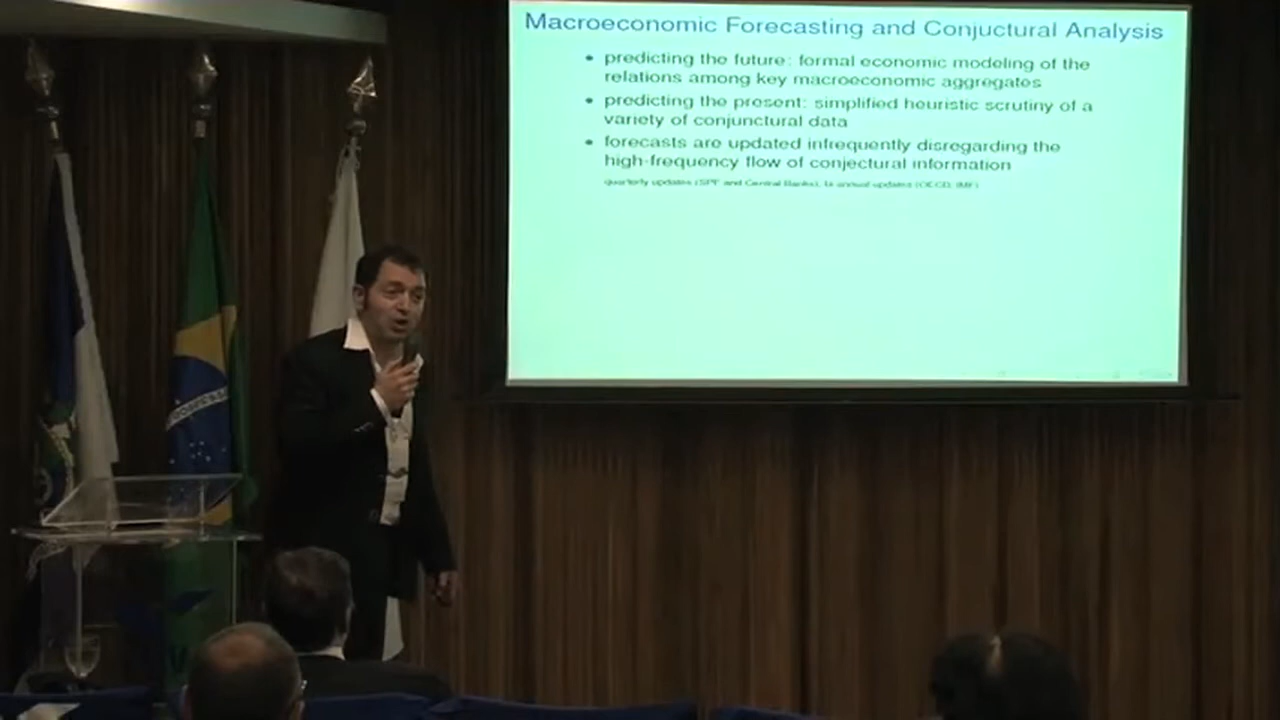 Macroeconomic Forecasting and Conjuctural Analysis
• predicting the future: formal economic modeling of the
relations among key macroeconomic aggregates
• predicting the present: simplified heuristic scrutiny of a
variety of conjunctural data
• forecasts are updated infrequently disregarding the
high-frequency flow of conjectural information
quarterly updates (SPF and Central Banks), annual updates (OECD, IMF)